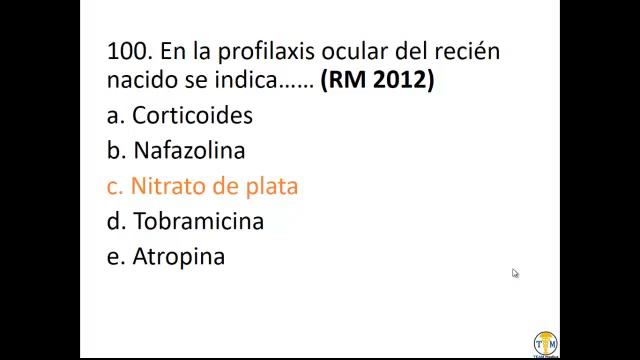 100. En la profilaxis ocular del recién
nacido se indica…… (RM 2012)
a. Corticoides
b. Nafazolina
c. Nitrato de plata
d. Tobramicina
e. Atropina